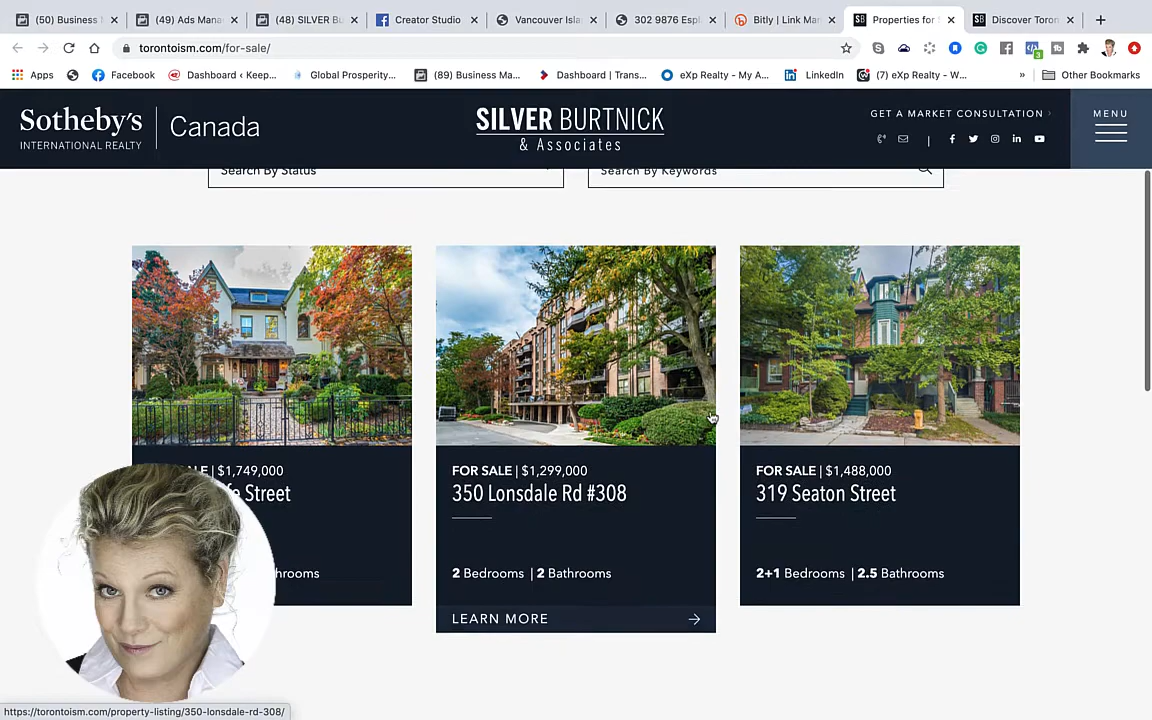 (50) Business
(49) Ads Mana
(48) SILVER Bu
Creator Studio
Vancouver Isla
302 9876 Espl
Bitly | Link Man
Properties for
Discover Toron
torontoism.com/for-sale/
Apps
Facebook
Dashboard ‹ Keep...
Global Prosperity...
(89) Business Ma...
Dashboard | Trans...
eXp Realty - My A...
LinkedIn
(7) eXp Realty - W...
»
Other Bookmarks
Sotheby's
INTERNATIONAL REALTY
Canada
SILVER BURTNICK
& Associates
GET A MARKET CONSULTATION
MENU
Search By Status
Search By Keywords
| $1,749,000
Street
hrooms
FOR SALE | $1,299,000
350 Lonsdale Rd #308
2 Bedrooms | 2 Bathrooms
LEARN MORE
FOR SALE | $1,488,000
319 Seaton Street
2+1 Bedrooms | 2.5 Bathrooms
https://torontoism.com/property-listing/350-lonsdale-rd-308/